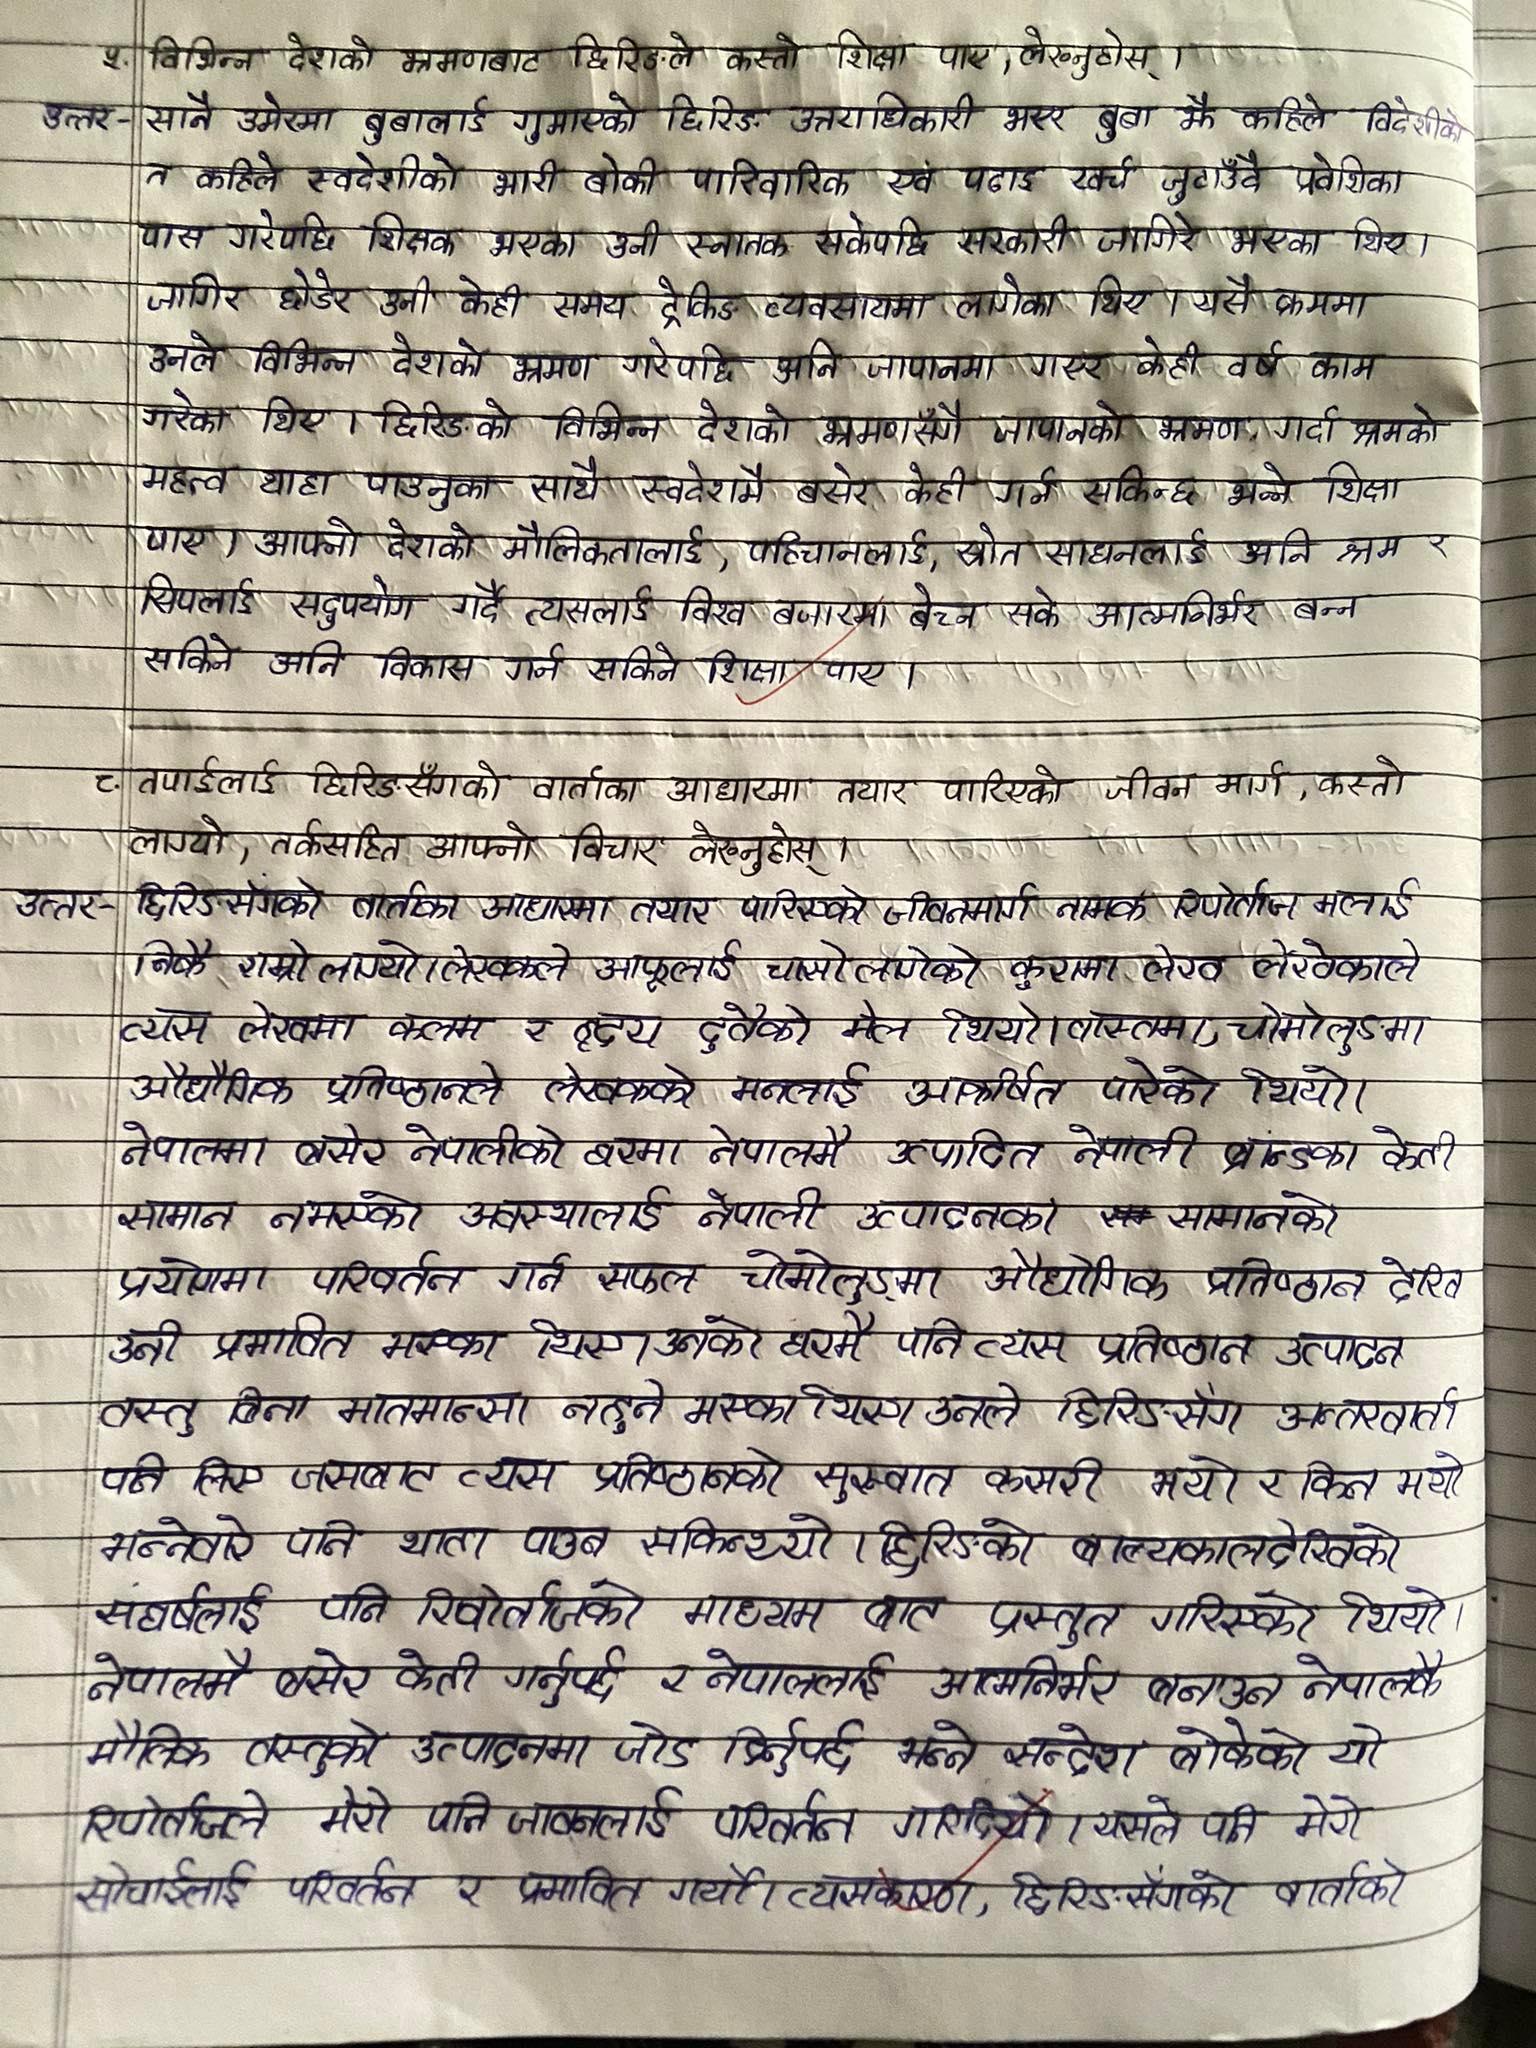 ५. विभिन्न देशको भ्रमणबाट छिरिङले कस्तो शिक्षा पाए, लेख्नुहोस् ।
उत्तर- सानै उमेरमा बुबालाई गुमाएको छिरिङ उत्तराधिकारी भएर बुबा झैं कहिले विदेशीको
त कहिले स्वदेशीको भारी बोकी पारिवारिक एवं पढाइ खर्च जुटाउँदै प्रवेशिका
पास गरेपछि शिक्षक भएका उनी स्नातक सकेपछि सरकारी जागिरे भएका थिए ।
जागिर छोडेर उनी केही समय ट्रेकिङ व्यवसायमा लागेका थिए । यसै क्रममा
उनले विभिन्न देशको भ्रमण गरेपछि अनि जापानमा गएर केही वर्ष काम
गरेका थिए । छिरिङको विभिन्न देशको भ्रमणसँगै जापानको भ्रमण गर्दा श्रमको
महत्व थाहा पाउनुका साथै स्वदेशमै बसेर केही गर्न सकिन्छ भन्ने शिक्षा
पाए । आफ्नो देशको मौलिकतालाई, पहिचानलाई, स्रोत साधनलाई अनि श्रम र
सिपलाई सदुपयोग गर्दै त्यसलाई विश्व बजारमा बेच्न सके आत्मनिर्भर बन्न
सकिने अनि विकास गर्न सकिने शिक्षा पाए ।
८. तपाईलाई छिरिङसँगको वार्ताका आधारमा तयार पारिएको जीवन मार्ग, कस्तो
लाग्यो, तर्कसहित आफ्नो विचार लेख्नुहोस् ।
उत्तर- छिरिङसँगको बार्ताका आधारमा तयार पारिएको जीवनमार्ग नामक रिपोर्ताज मलाई
निकै राम्रो लाग्यो। लेखकले आफूलाई चासो लागेको कुरामा लेख लेखेकाले
त्यस लेखमा कलम र हृदय दुवैको मेल थियो। वास्तमा, चोमोलुङमा
औद्यौगिक प्रतिष्ठानले लेखकको मनलाई आकर्षित पारेको थियो।
नेपालमा बसेर नेपालीको घरमा नेपालमै उत्पादित नेपाली ब्रान्डका केही
सामान नभएको अवस्थालाई नेपाली उत्पादनका सामानको
प्रयोगमा परिवर्तन गर्न सफल चोमोलुङमा औद्योगिक प्रतिष्ठान देखि
उनी प्रभावित भएका थिए। उनको घरमै पनि त्यस प्रतिष्ठान उत्पादन
वस्तु बिना भातभान्सा नहुने भएका थिए। उनले छिरिङसँग अन्तरवार्ता
पनि लिए जसबाट त्यस प्रतिष्ठानको सुरुवात कसरी भयो र किन भयो
भन्नेबारे पनि थाहा पाउन सकिन्थ्यो । छिरिङको बाल्यकालदेखिको
संघर्षलाई पनि रिपोर्ताजको माध्यम बाट प्रस्तुत गरिएको थियो।
नेपालमै बसेर केही गर्नुपर्छ र नेपाललाई आत्मनिर्भर बनाउन नेपालकै
मौलिक वस्तुको उत्पादनमा जोड दिनुपर्छ भन्ने सन्देश बोकेको यो
रिपोर्ताजले मेरो पनि जीवनलाई परिवर्तन गरिदियो । यसले पनि मेरो
सोचाईलाई परिवर्तन र प्रभावित गर्यो। त्यसकारण, छिरिङसँगको बार्ताको